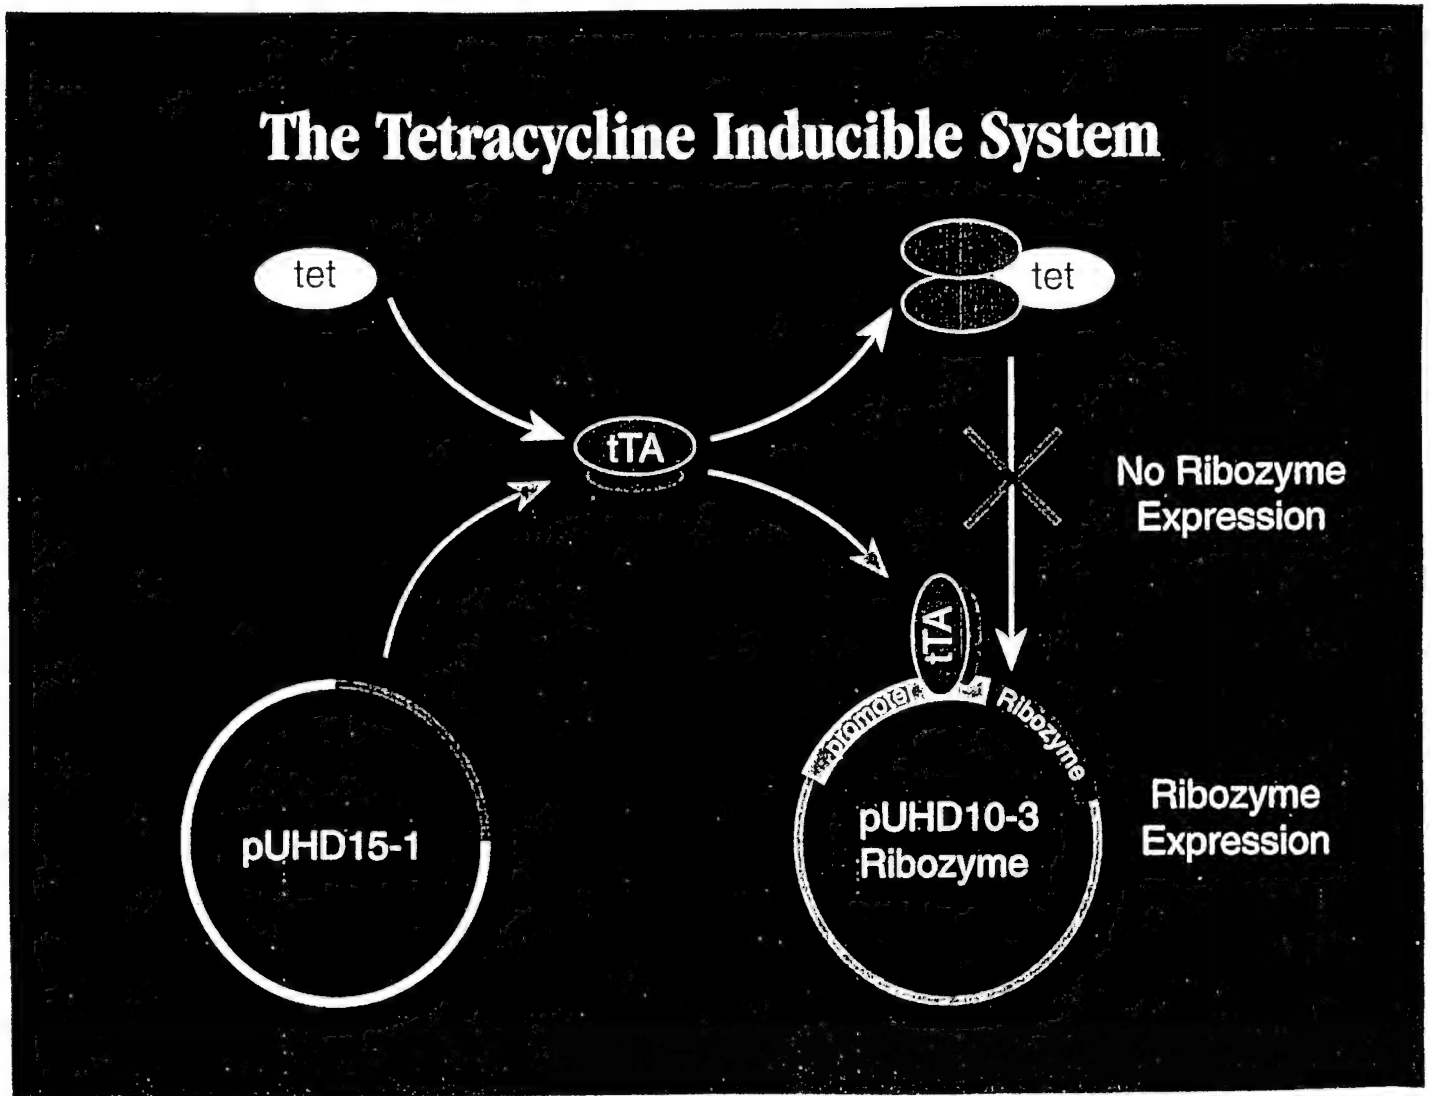 The Tetracycline Inducible System
tet
tet
tTA
No Ribozyme
Expression
tTA
promoter
Ribozyme
pUHD15-1
pUHD10-3
Ribozyme
Ribozyme
Expression